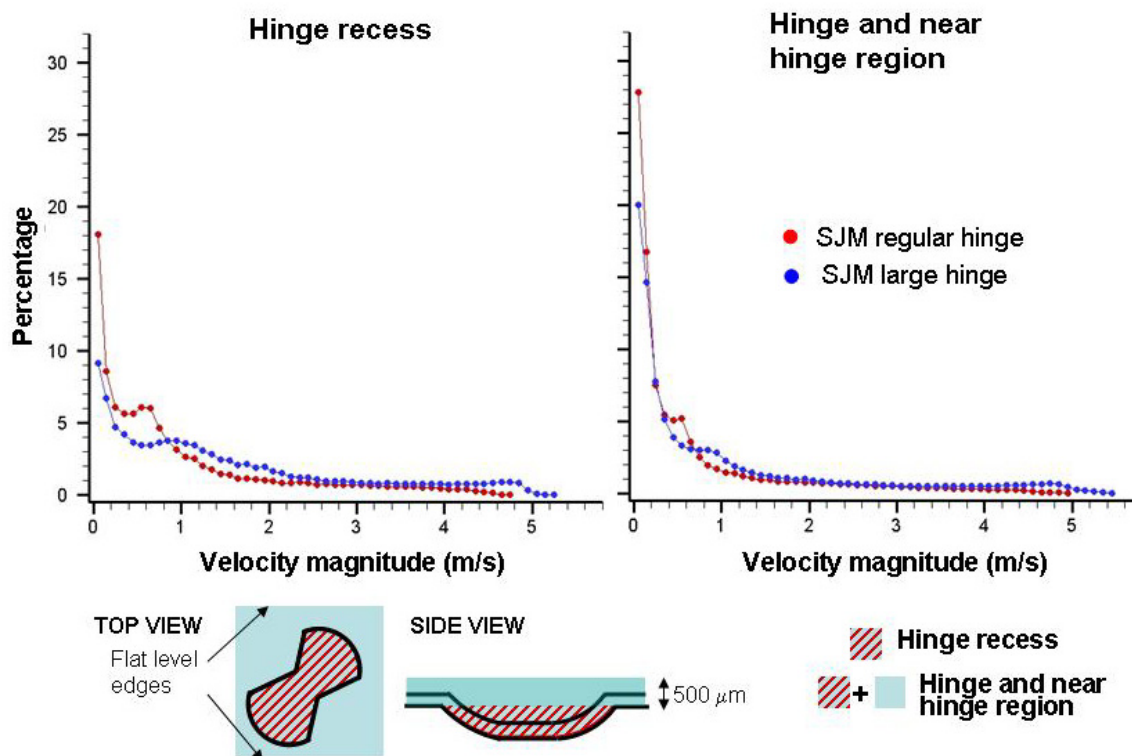 Hinge recess
Hinge and near
hinge region
30
25
20
15
10
5
0
Percentage
0 1 2 3 4 5
Velocity magnitude (m/s)
SJM regular hinge
SJM large hinge
0 1 2 3 4 5
Velocity magnitude (m/s)
TOP VIEW
Flat level
edges
SIDE VIEW
500 μm
Hinge recess
+ Hinge and near
hinge region